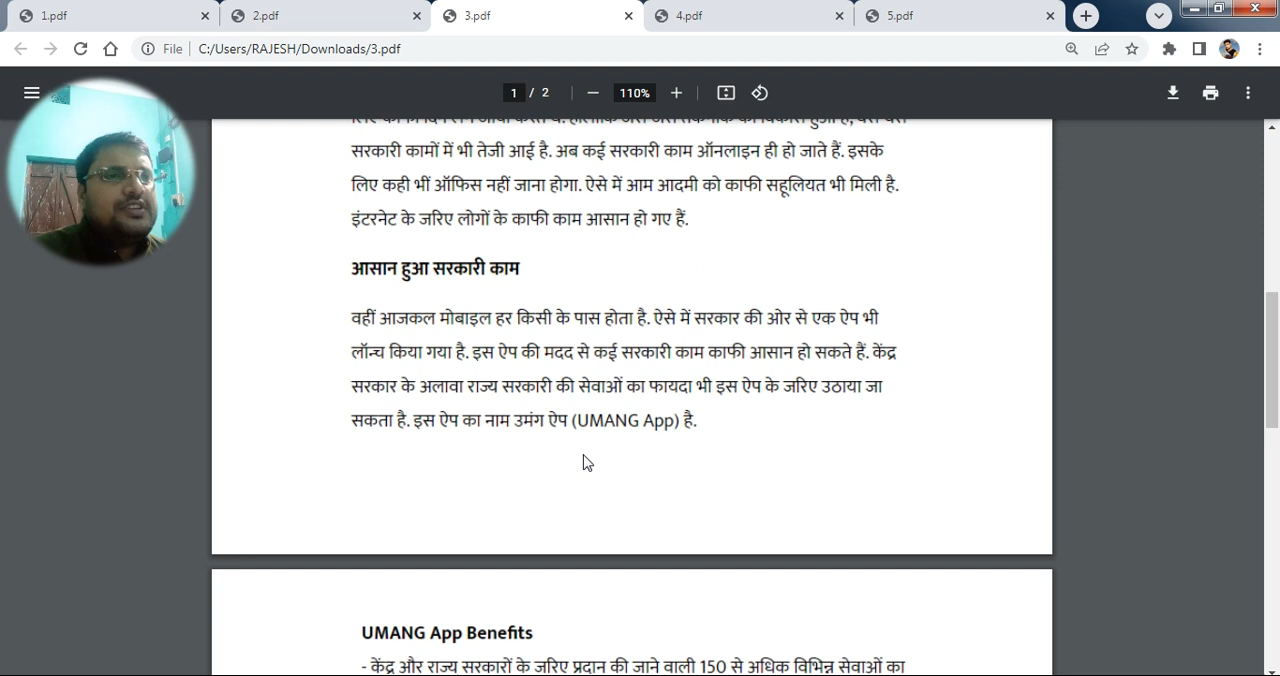 1.pdf
2.pdf
3.pdf
4.pdf
5.pdf
File C:/Users/RAJESH/Downloads/3.pdf
1 / 2 110%
सरकारी कामों में भी तेजी आई है. अब कई सरकारी काम ऑनलाइन ही हो जाते हैं. इसके
लिए कही भीं ऑफिस नहीं जाना होगा. ऐसे में आम आदमी को काफी सहूलियत भी मिली है.
इंटरनेट के जरिए लोगों के काफी काम आसान हो गए हैं.
आसान हुआ सरकारी काम
वहीं आजकल मोबाइल हर किसी के पास होता है. ऐसे में सरकार की ओर से एक ऐप भी
लॉन्च किया गया है. इस ऐप की मदद से कई सरकारी काम काफी आसान हो सकते हैं. केंद्र
सरकार के अलावा राज्य सरकारी की सेवाओं का फायदा भी इस ऐप के जरिए उठाया जा
सकता है. इस ऐप का नाम उमंग ऐप (UMANG App) है.
UMANG App Benefits
- केंद्र और राज्य सरकारों के जरिए प्रदान की जाने वाली 150 से अधिक विभिन्न सेवाओं का